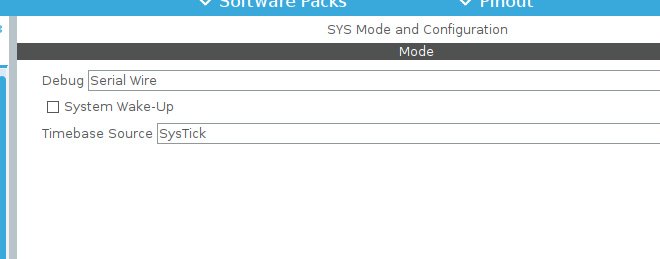 Software Packs
Pinout
SYS Mode and Configuration
Mode
Debug Serial Wire
System Wake-Up
Timebase Source SysTick